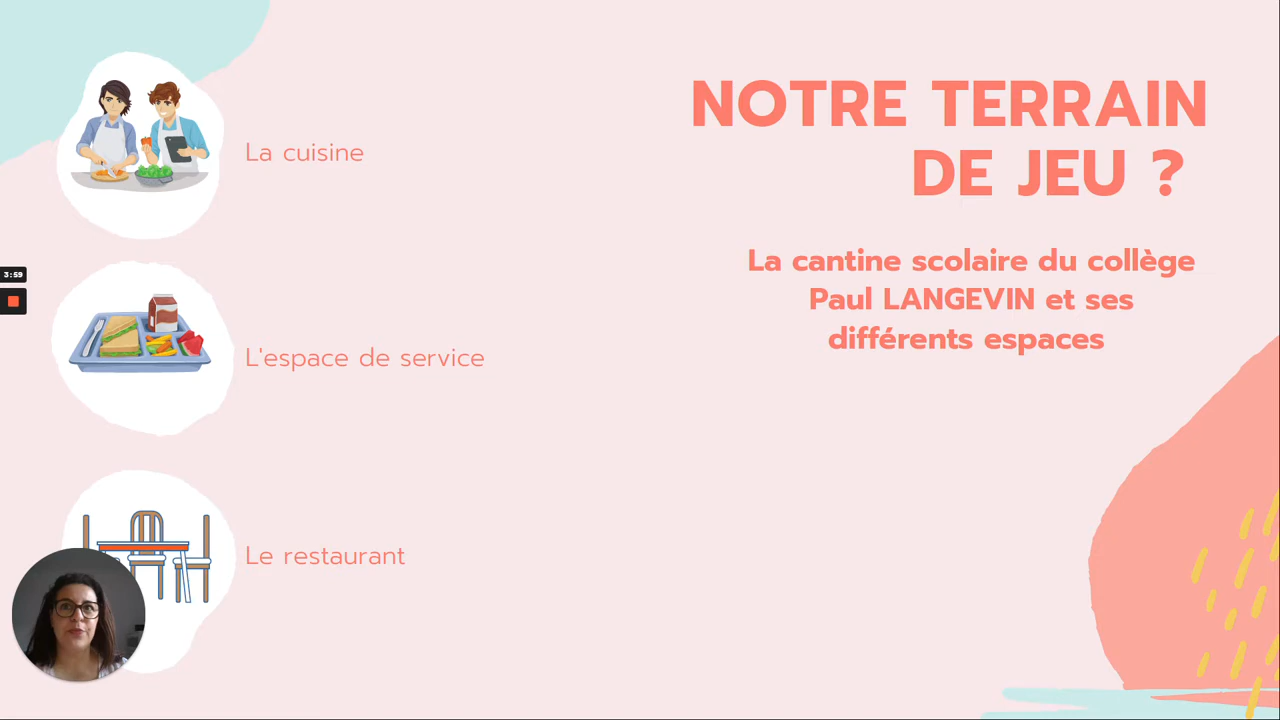 NOTRE TERRAIN
DE JEU ?
La cantine scolaire du collège
Paul LANGEVIN et ses
différents espaces
La cuisine
L'espace de service
Le restaurant
3:59